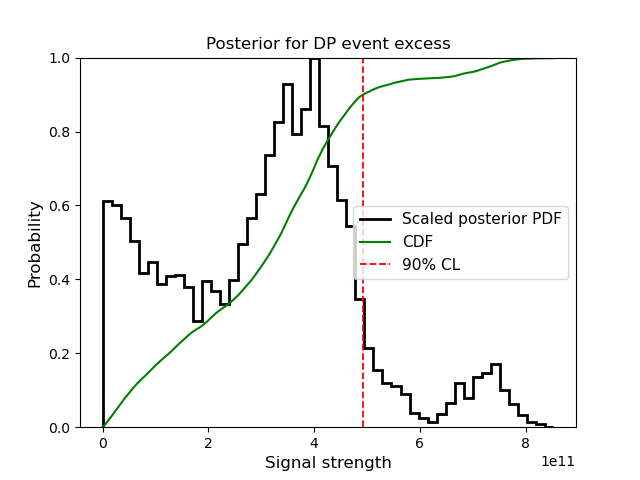 Posterior for DP event excess
Probability
1.0
0.8
0.6
0.4
0.2
0.0
Scaled posterior PDF
CDF
90% CL
0 2 4 6 8
1e11
Signal strength